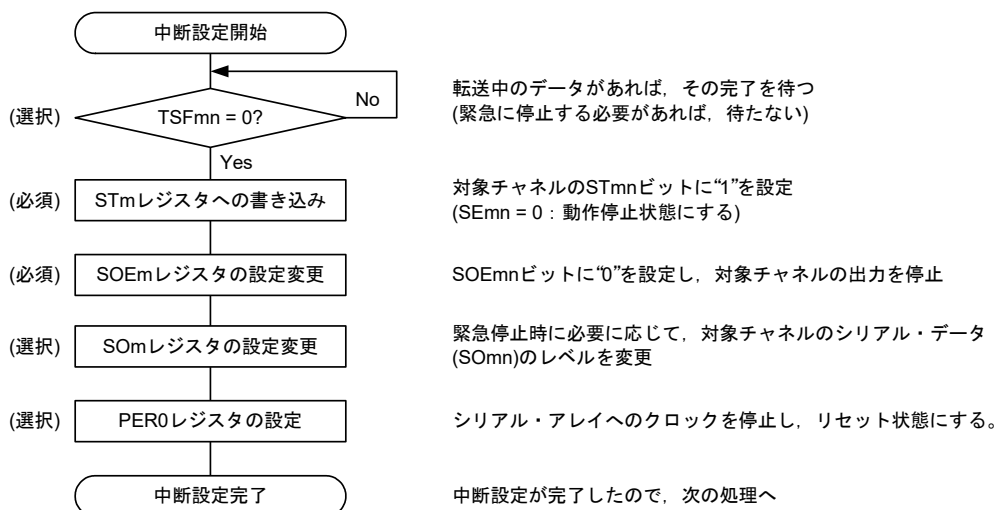 中断設定開始
(選択)
TSFmn = 0?
No
転送中のデータがあれば，その完了を待つ
(緊急に停止する必要があれば，待たない)
Yes
(必須)
STmレジスタへの書き込み
対象チャネルのSTmnビットに“1”を設定
(SEmn = 0：動作停止状態にする)
(必須)
SOEmレジスタの設定変更
SOEmnビットに“0”を設定し，対象チャネルの出力を停止
(選択)
SOmレジスタの設定変更
緊急停止時に必要に応じて，対象チャネルのシリアル・データ
(SOmn)のレベルを変更
(選択)
PER0レジスタの設定
シリアル・アレイへのクロックを停止し，リセット状態にする。
中断設定完了
中断設定が完了したので，次の処理へ